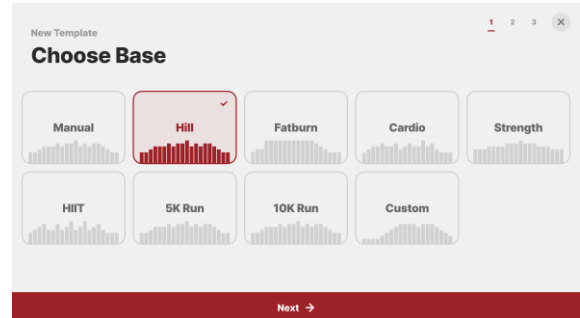 New Template
1 2 3
Choose Base
Manual
Hill
Fatburn
Cardio
Strength
HIIT
5K Run
10K Run
Custom
Next →